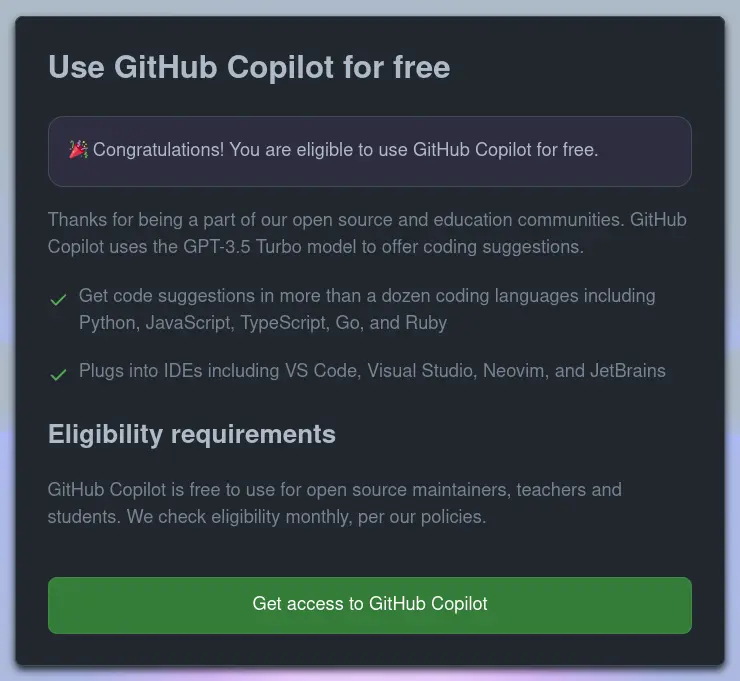 Use GitHub Copilot for free
🎉 Congratulations! You are eligible to use GitHub Copilot for free.
Thanks for being a part of our open source and education communities. GitHub
Copilot uses the GPT-3.5 Turbo model to offer coding suggestions.
Get code suggestions in more than a dozen coding languages including
Python, JavaScript, TypeScript, Go, and Ruby
Plugs into IDEs including VS Code, Visual Studio, Neovim, and JetBrains
Eligibility requirements
GitHub Copilot is free to use for open source maintainers, teachers and
students. We check eligibility monthly, per our policies.
Get access to GitHub Copilot